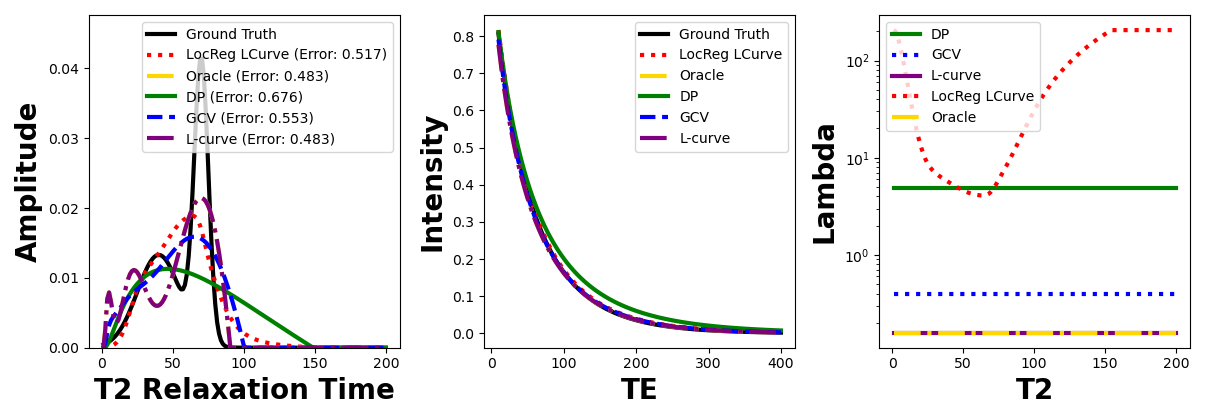 Amplitude
0.04
0.03
0.02
0.01
0.00
Ground Truth
LocReg LCurve (Error: 0.517)
Oracle (Error: 0.483)
DP (Error: 0.676)
GCV (Error: 0.553)
L-curve (Error: 0.483)
0 50 100 150 200
T2 Relaxation Time
Intensity
0.8
0.7
0.6
0.5
0.4
0.3
0.2
0.1
0.0
Ground Truth
LocReg LCurve
Oracle
DP
GCV
L-curve
0 100 200 300 400
TE
Lambda
10²
10¹
10⁰
DP
GCV
L-curve
LocReg LCurve
Oracle
0 50 100 150 200
T2